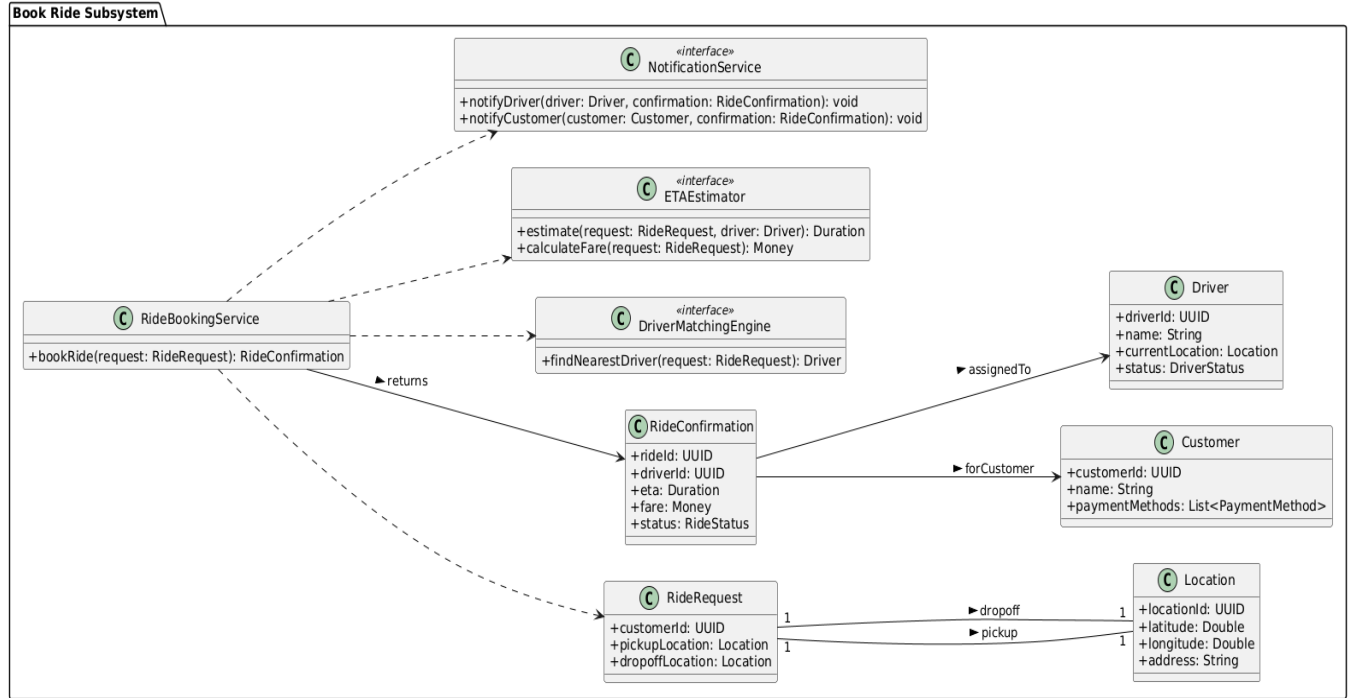 Book Ride Subsystem
C
«interface»
NotificationService
+notifyDriver(driver: Driver, confirmation: RideConfirmation): void
+notifyCustomer(customer: Customer, confirmation: RideConfirmation): void
C
«interface»
ETAEstimator
+estimate(request: RideRequest, driver: Driver): Duration
+calculateFare(request: RideRequest): Money
C RideBookingService
+bookRide(request: RideRequest): RideConfirmation
C
«interface»
DriverMatchingEngine
+findNearestDriver(request: RideRequest): Driver
C Driver
+driverId: UUID
+name: String
+currentLocation: Location
+status: DriverStatus
returns
assignedTo
C RideConfirmation
+rideId: UUID
+driverId: UUID
+eta: Duration
+fare: Money
+status: RideStatus
forCustomer
C Customer
+customerId: UUID
+name: String
+paymentMethods: List<PaymentMethod>
C RideRequest
+customerId: UUID
+pickupLocation: Location
+dropoffLocation: Location
1 dropoff 1
1 pickup 1
C Location
+locationId: UUID
+latitude: Double
+longitude: Double
+address: String